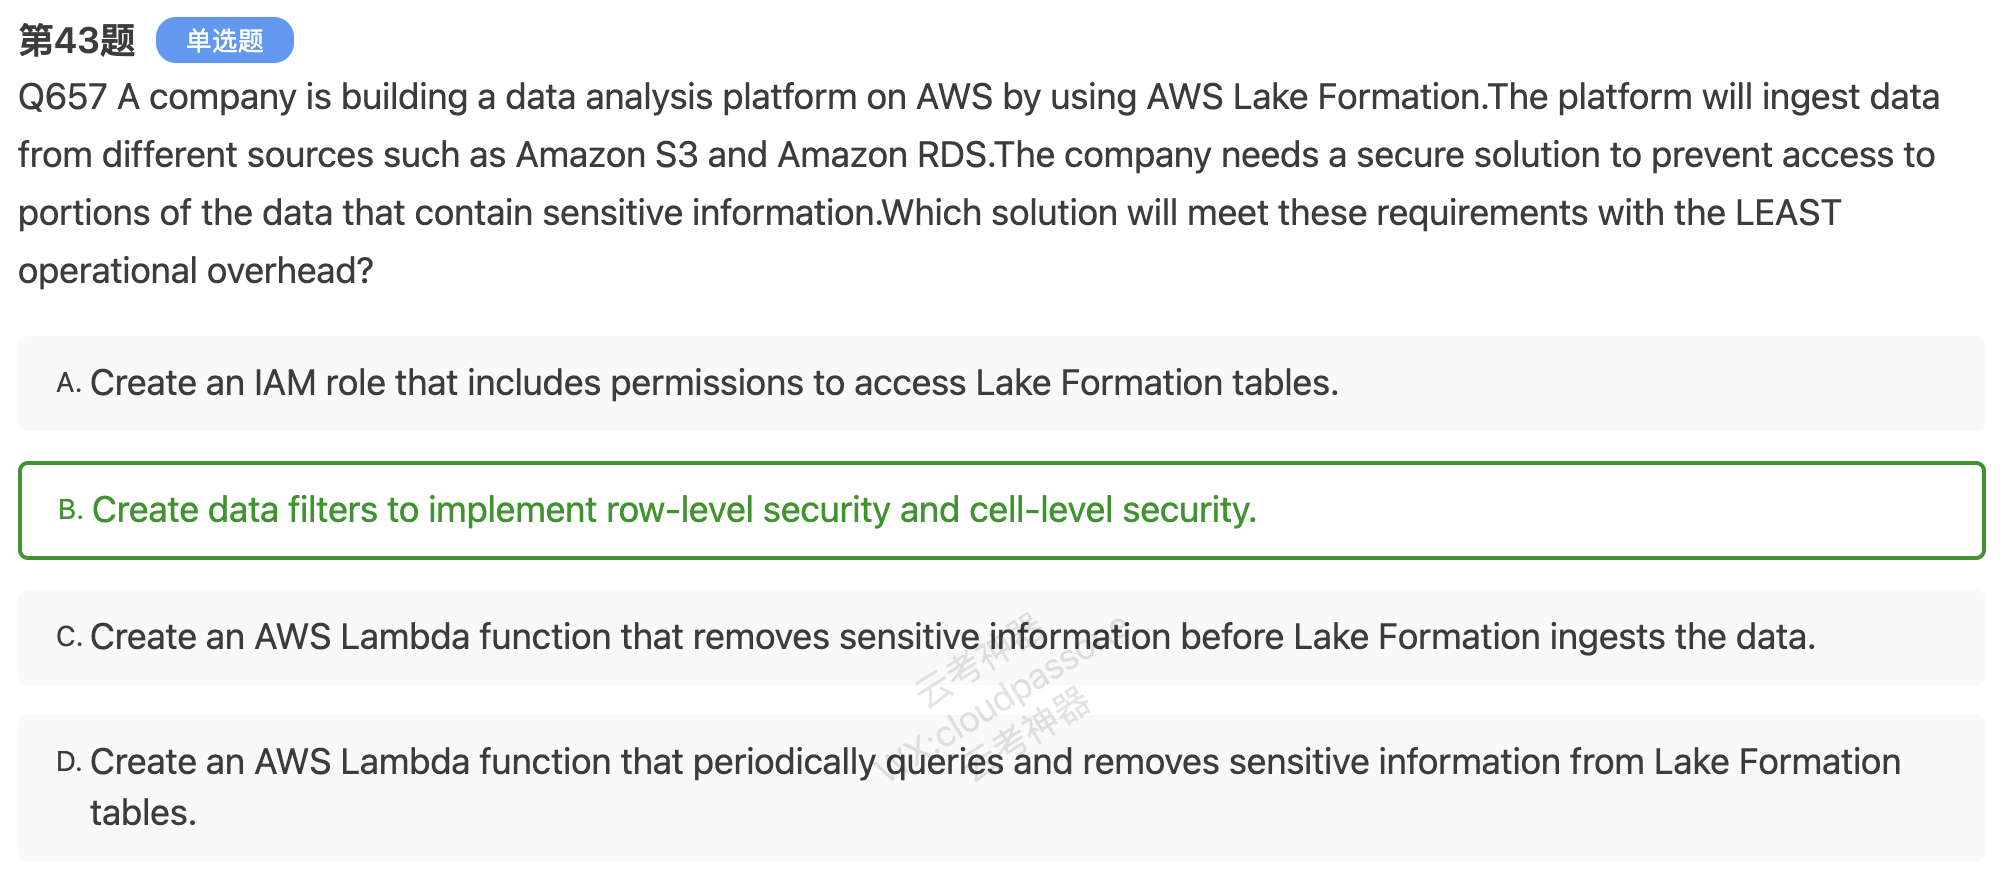 第43题 单选题
Q657 A company is building a data analysis platform on AWS by using AWS Lake Formation.The platform will ingest data
from different sources such as Amazon S3 and Amazon RDS.The company needs a secure solution to prevent access to
portions of the data that contain sensitive information.Which solution will meet these requirements with the LEAST
operational overhead?
A. Create an IAM role that includes permissions to access Lake Formation tables.
B. Create data filters to implement row-level security and cell-level security.
C. Create an AWS Lambda function that removes sensitive information before Lake Formation ingests the data.
云考神器
WX:cloudpass
云考神器
D. Create an AWS Lambda function that periodically queries and removes sensitive information from Lake Formation
tables.